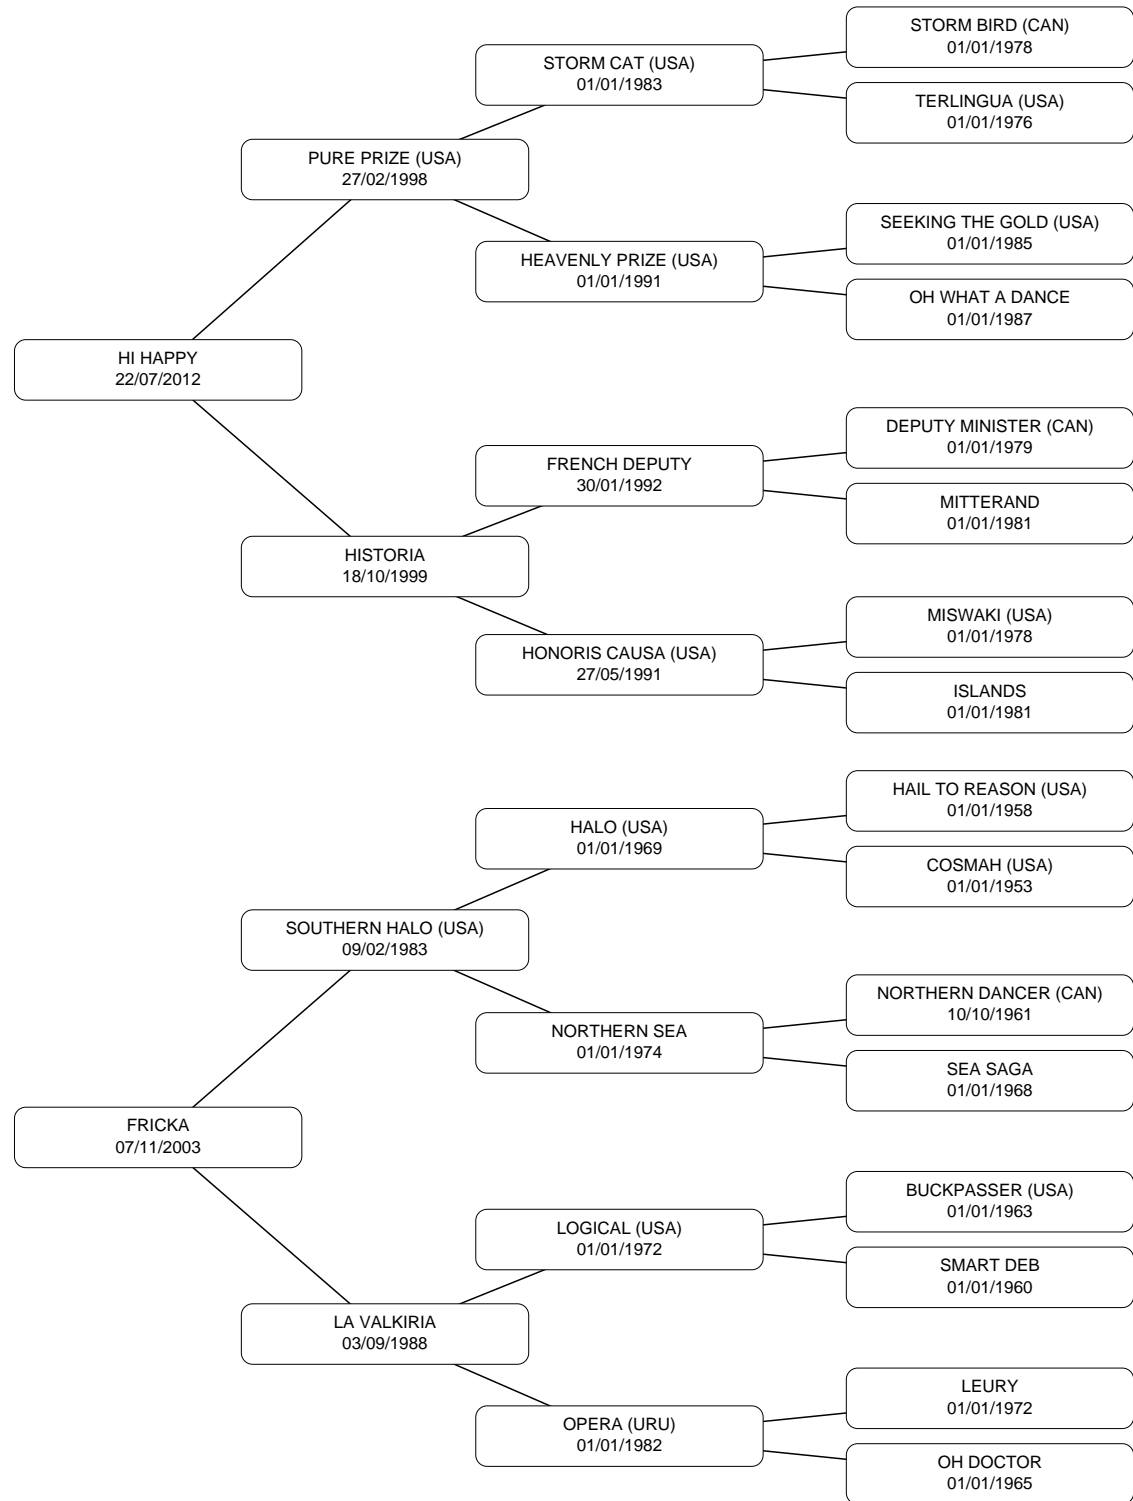 STORM BIRD (CAN)
01/01/1978
STORM CAT (USA)
01/01/1983
TERLINGUA (USA)
01/01/1976
PURE PRIZE (USA)
27/02/1998
SEEKING THE GOLD (USA)
01/01/1985
HEAVENLY PRIZE (USA)
01/01/1991
OH WHAT A DANCE
01/01/1987
HI HAPPY
22/07/2012
DEPUTY MINISTER (CAN)
01/01/1979
FRENCH DEPUTY
30/01/1992
MITTERAND
01/01/1981
HISTORIA
18/10/1999
MISWAKI (USA)
01/01/1978
HONORIS CAUSA (USA)
27/05/1991
ISLANDS
01/01/1981
HAIL TO REASON (USA)
01/01/1958
HALO (USA)
01/01/1969
COSMAH (USA)
01/01/1953
SOUTHERN HALO (USA)
09/02/1983
NORTHERN DANCER (CAN)
10/10/1961
NORTHERN SEA
01/01/1974
SEA SAGA
01/01/1968
FRICKA
07/11/2003
BUCKPASSER (USA)
01/01/1963
LOGICAL (USA)
01/01/1972
SMART DEB
01/01/1960
LA VALKIRIA
03/09/1988
LEURY
01/01/1972
OPERA (URU)
01/01/1982
OH DOCTOR
01/01/1965